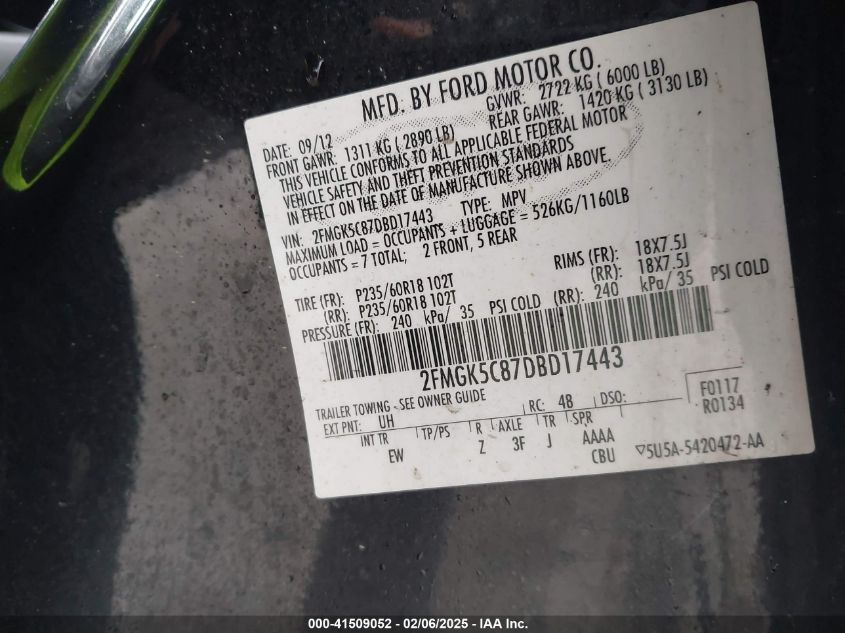 MFD. BY FORD MOTOR CO.
DATE: 09/12 GVWR: 2722 KG ( 6000 LB)
FRONT GAWR: 1311 KG ( 2890 LB) REAR GAWR: 1420 KG ( 3130 LB)
THIS VEHICLE CONFORMS TO ALL APPLICABLE FEDERAL MOTOR
VEHICLE SAFETY AND THEFT PREVENTION STANDARDS
IN EFFECT ON THE DATE OF MANUFACTURE SHOWN ABOVE.
VIN: 2FMGK5C87DBD17443 TYPE: MPV
MAXIMUM LOAD = OCCUPANTS + LUGGAGE = 526KG/1160LB
OCCUPANTS = 7 TOTAL; 2 FRONT, 5 REAR
TIRE (FR): P235/60R18 102T RIMS (FR): 18X7.5J
(RR): P235/60R18 102T (RR): 18X7.5J
PRESSURE (FR): 240 kPa/ 35 PSI COLD (RR): 240 kPa/ 35 PSI COLD
2FMGK5C87DBD17443
TRAILER TOWING - SEE OWNER GUIDE
EXT PNT: UH RC: 48 DSO: F0117
R0134
INT TR TP/PS R AXLE TR SPR
EW Z 3F J AAAA
CBU ▽5U5A-5420472-AA
000-41509052 - 02/06/2025 - IAA Inc.